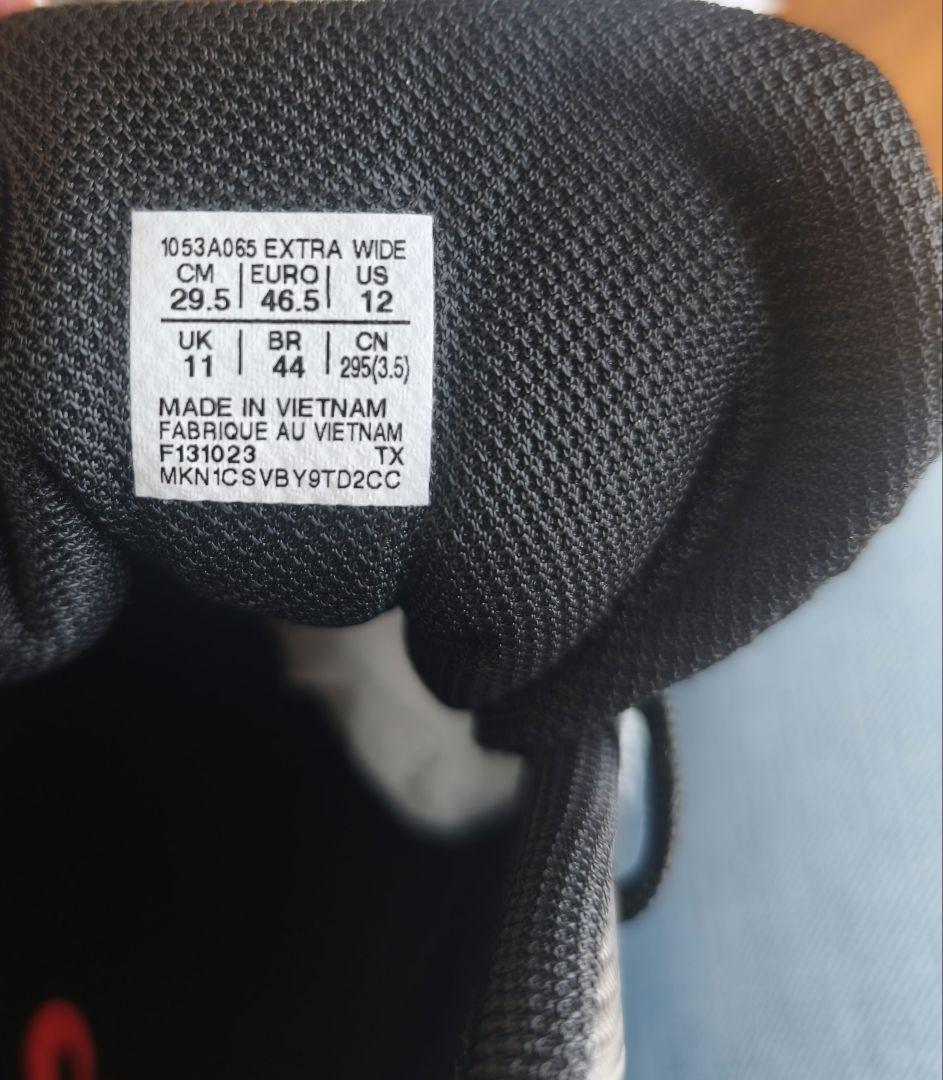 1053A065 EXTRA WIDE
CM | EURO | US
29.5 | 46.5 | 12
UK | BR | CN
11 | 44 | 295(3.5)
MADE IN VIETNAM
FABRIQUE AU VIETNAM
F131023 TX
MKN1CSVBY9TD2CC